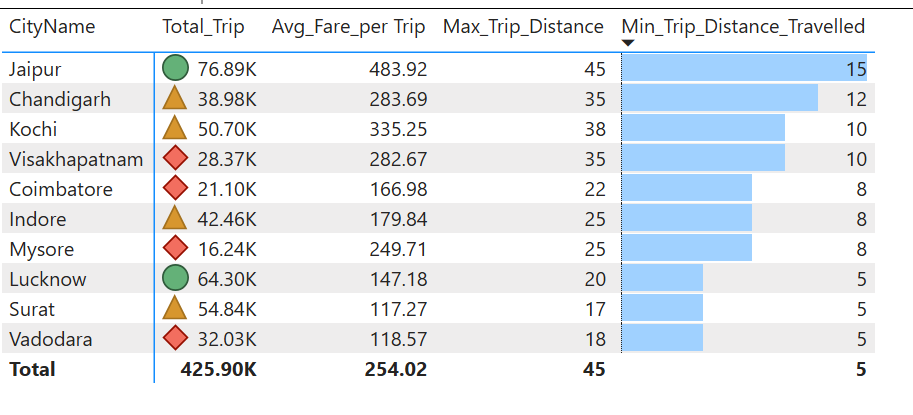 CityName Total_Trip Avg_Fare_per Trip Max_Trip_Distance Min_Trip_Distance_Travelled
Jaipur 76.89K 483.92 45 15
Chandigarh 38.98K 283.69 35 12
Kochi 50.70K 335.25 38 10
Visakhapatnam 28.37K 282.67 35 10
Coimbatore 21.10K 166.98 22 8
Indore 42.46K 179.84 25 8
Mysore 16.24K 249.71 25 8
Lucknow 64.30K 147.18 20 5
Surat 54.84K 117.27 17 5
Vadodara 32.03K 118.57 18 5
Total 425.90K 254.02 45 5